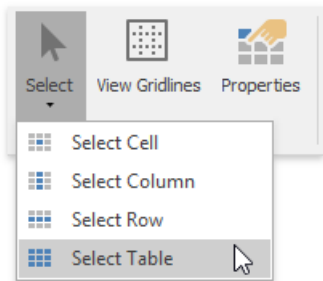 Select
View Gridlines
Properties
Select Cell
Select Column
Select Row
Select Table